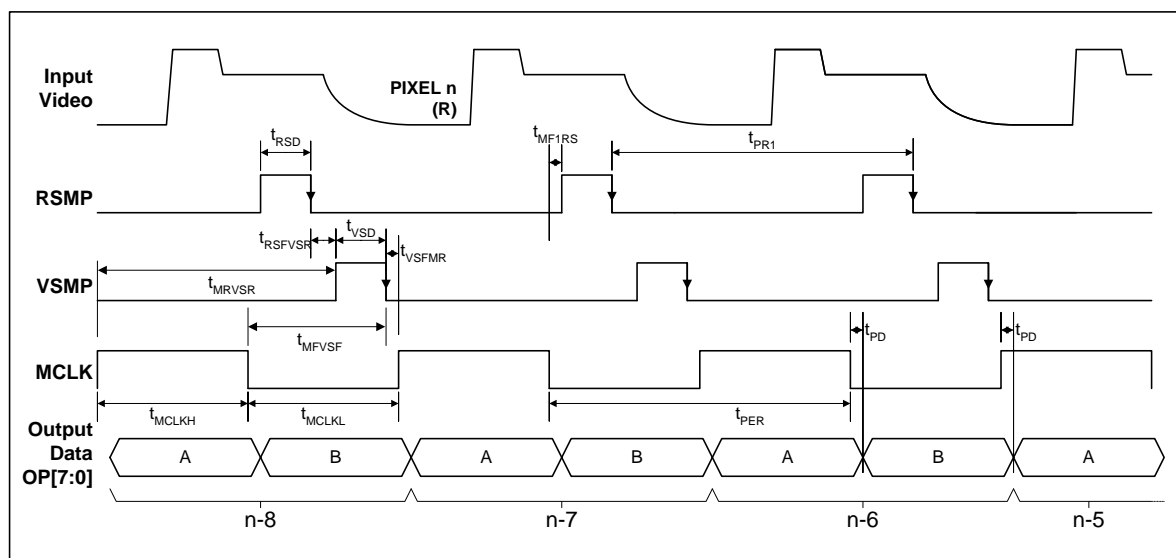 Input
Video
PIXEL n
(R)
tRSD
tMF1RS
tPR1
RSMP
tRSFVSR
tVSD
tVSFMR
tMRVSR
VSMP
tMFVSF
tPD
tPD
MCLK
tMCLKH
tMCLKL
tPER
Output
Data
OP[7:0]
A
B
A
B
A
B
A
n-8
n-7
n-6
n-5